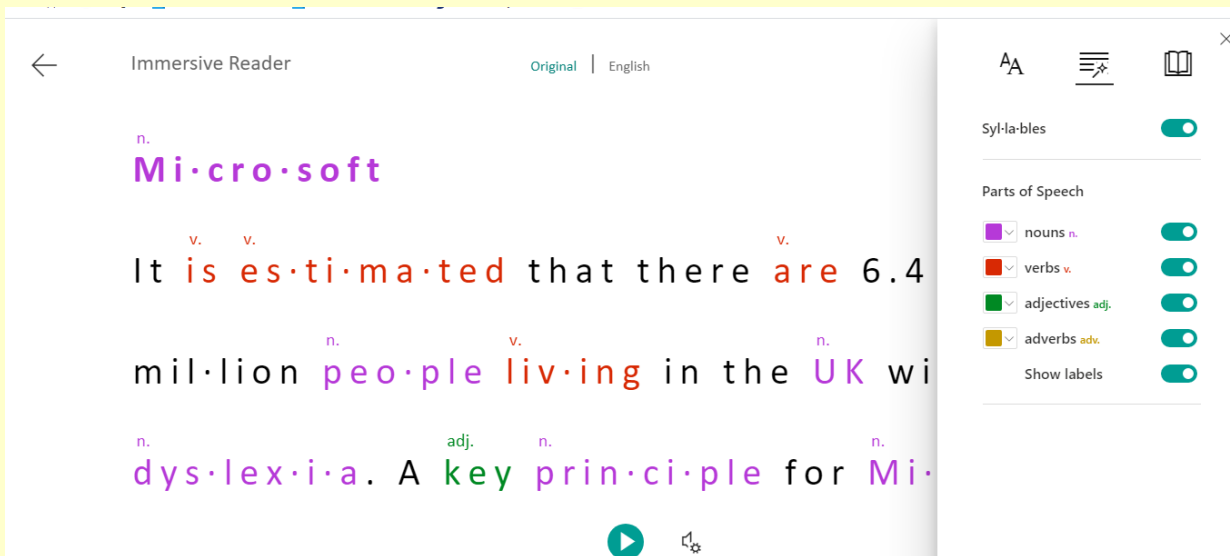 Immersive Reader
Original | English
n.
Mi·cro·soft
v. v. v.
It is es·ti·ma·ted that there are 6.4
n. v. n.
mil·lion peo·ple liv·ing in the UK wi
n. adj. n. n.
dys·lex·i·a. A key prin·ci·ple for Mi·
AA
Syl·la·bles
Parts of Speech
nouns n.
verbs v.
adjectives adj.
adverbs adv.
Show labels